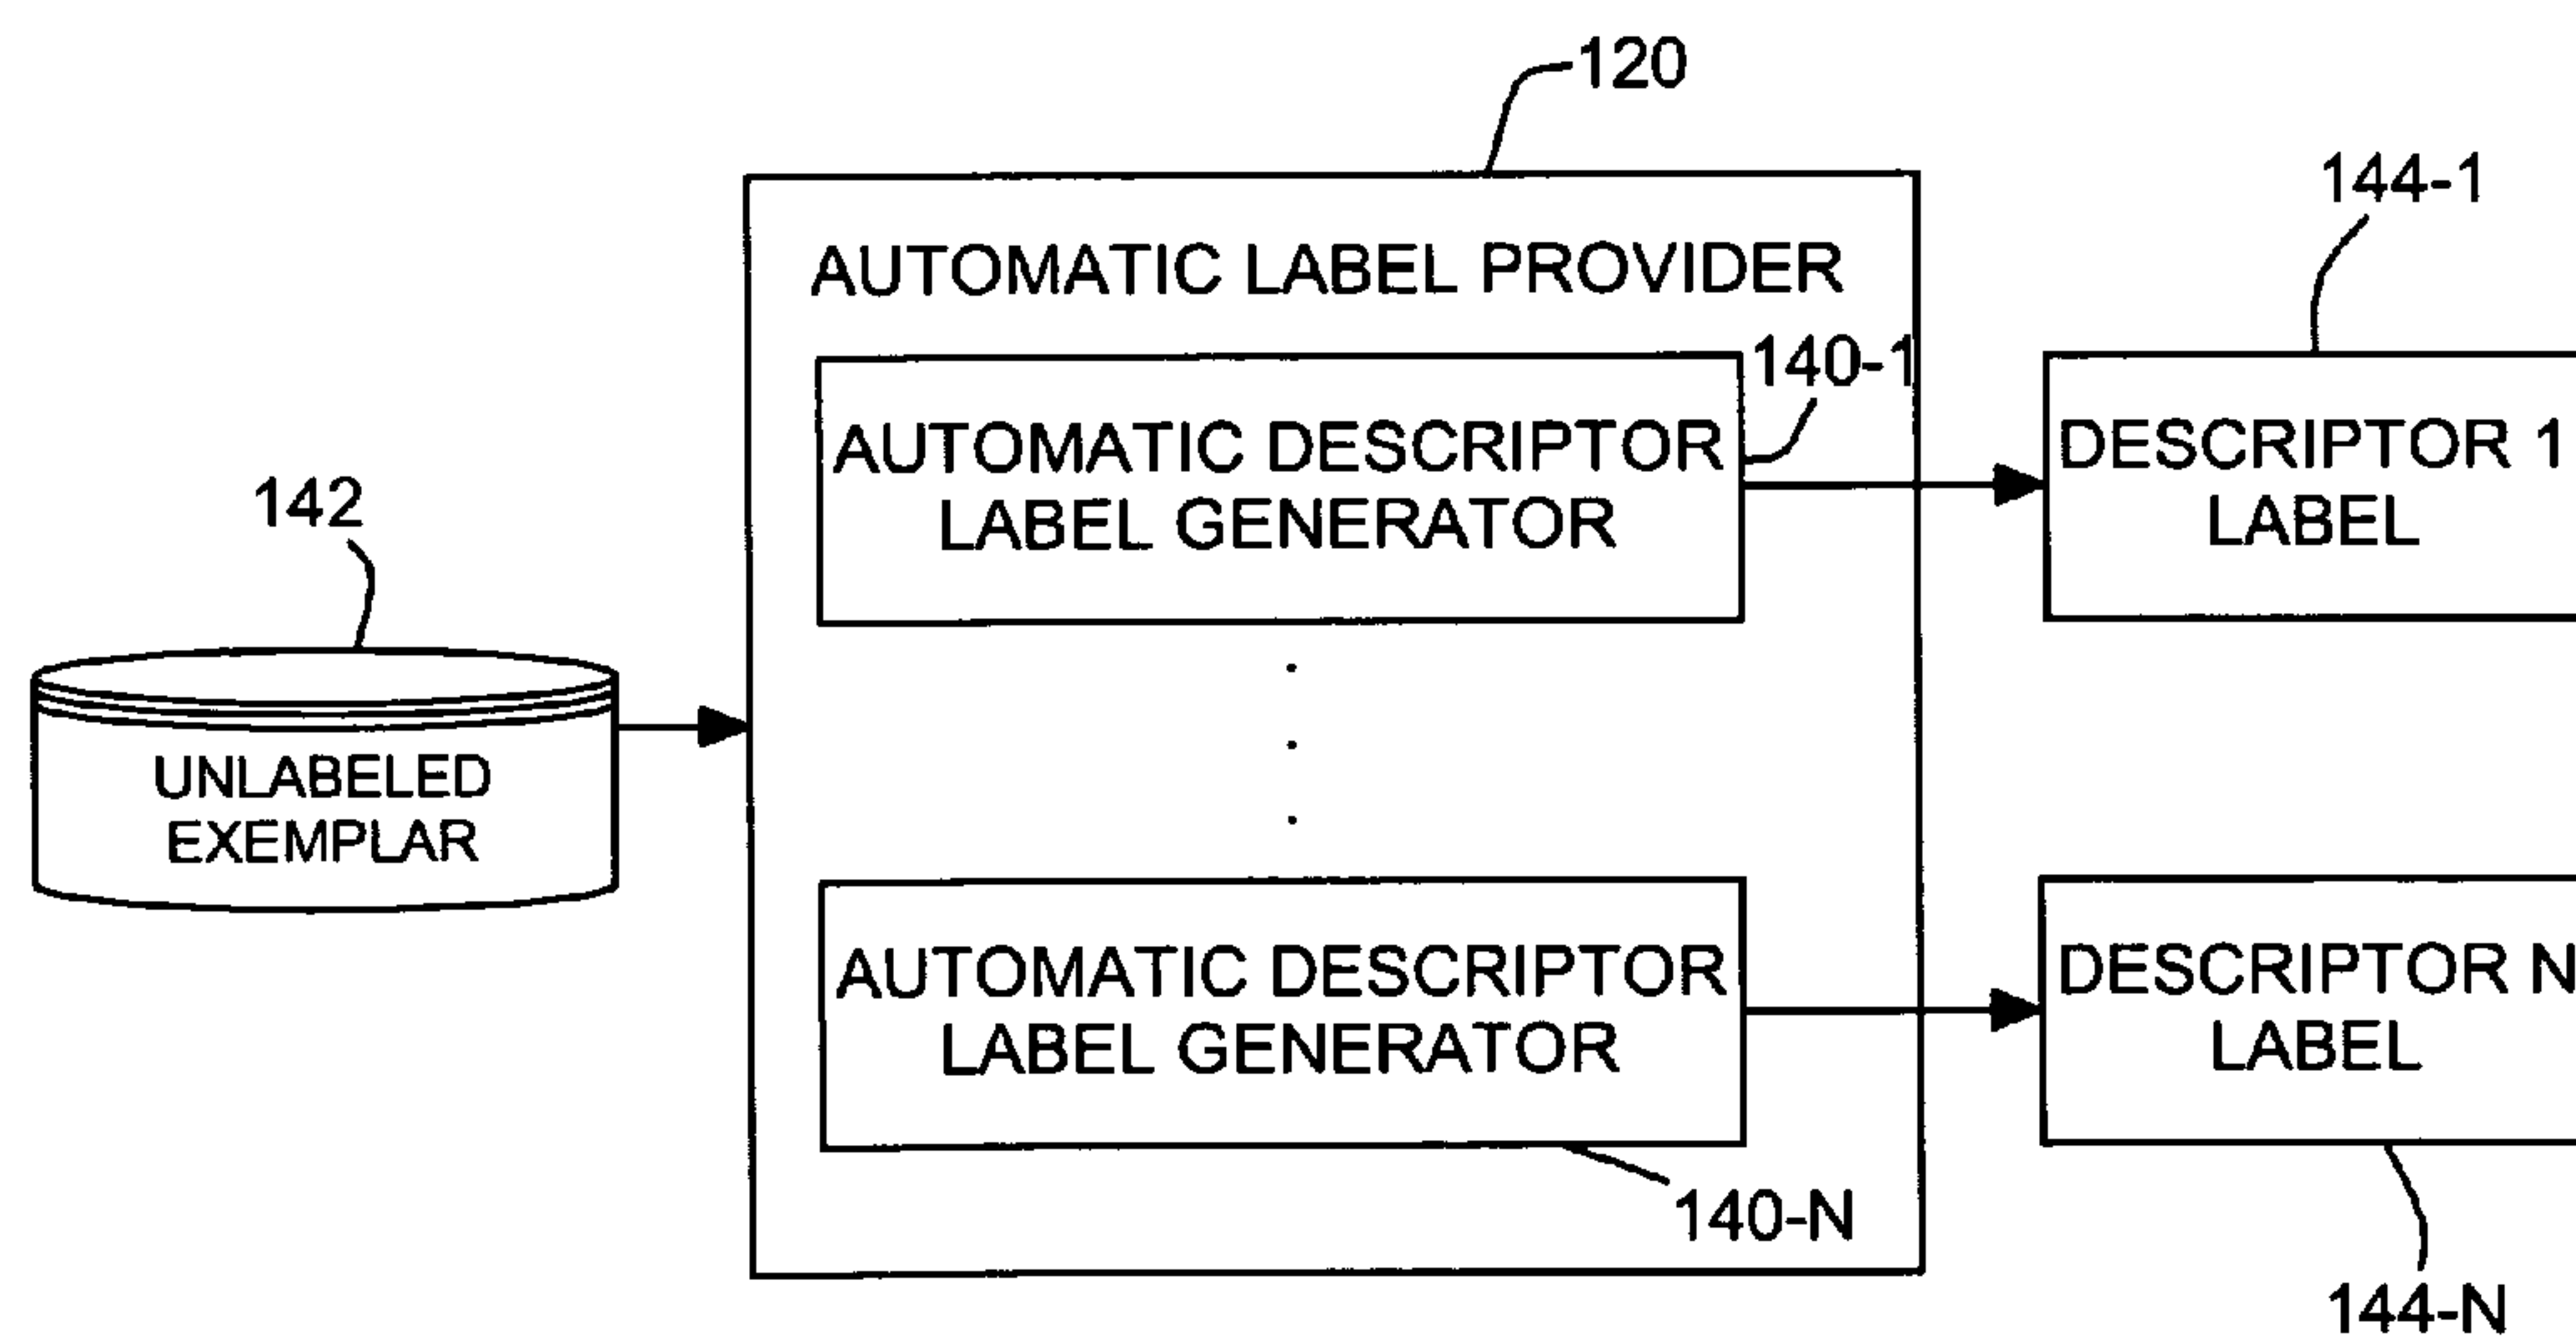 120
144-1
AUTOMATIC LABEL PROVIDER
140-1
AUTOMATIC DESCRIPTOR
LABEL GENERATOR
DESCRIPTOR 1
LABEL
142
UNLABELED
EXEMPLAR
AUTOMATIC DESCRIPTOR
LABEL GENERATOR
DESCRIPTOR N
LABEL
140-N
144-N